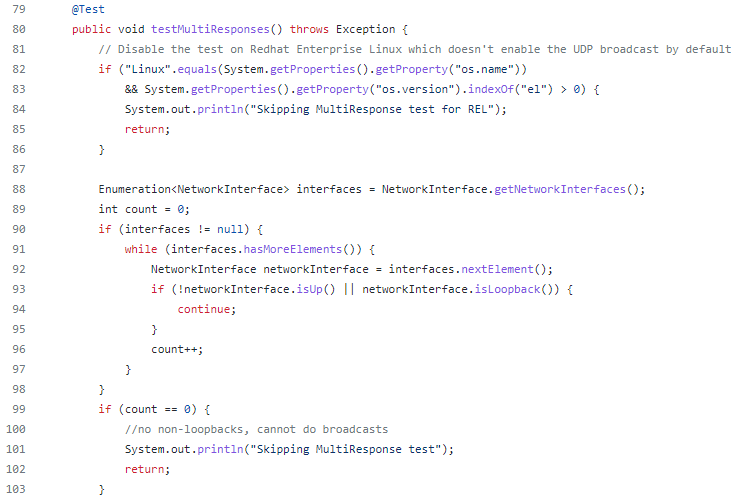 79 @Test
80 public void testMultiResponses() throws Exception {
81 // Disable the test on Redhat Enterprise Linux which doesn't enable the UDP broadcast by default
82 if ("Linux".equals(System.getProperties().getProperty("os.name"))
83 && System.getProperties().getProperty("os.version").indexOf("el") > 0) {
84 System.out.println("Skipping MultiResponse test for REL");
85 return;
86 }
87
88 Enumeration<NetworkInterface> interfaces = NetworkInterface.getNetworkInterfaces();
89 int count = 0;
90 if (interfaces != null) {
91 while (interfaces.hasMoreElements()) {
92 NetworkInterface networkInterface = interfaces.nextElement();
93 if (!networkInterface.isUp() || networkInterface.isLoopback()) {
94 continue;
95 }
96 count++;
97 }
98 }
99 if (count == 0) {
100 //no non-loopbacks, cannot do broadcasts
101 System.out.println("Skipping MultiResponse test");
102 return;
103 }